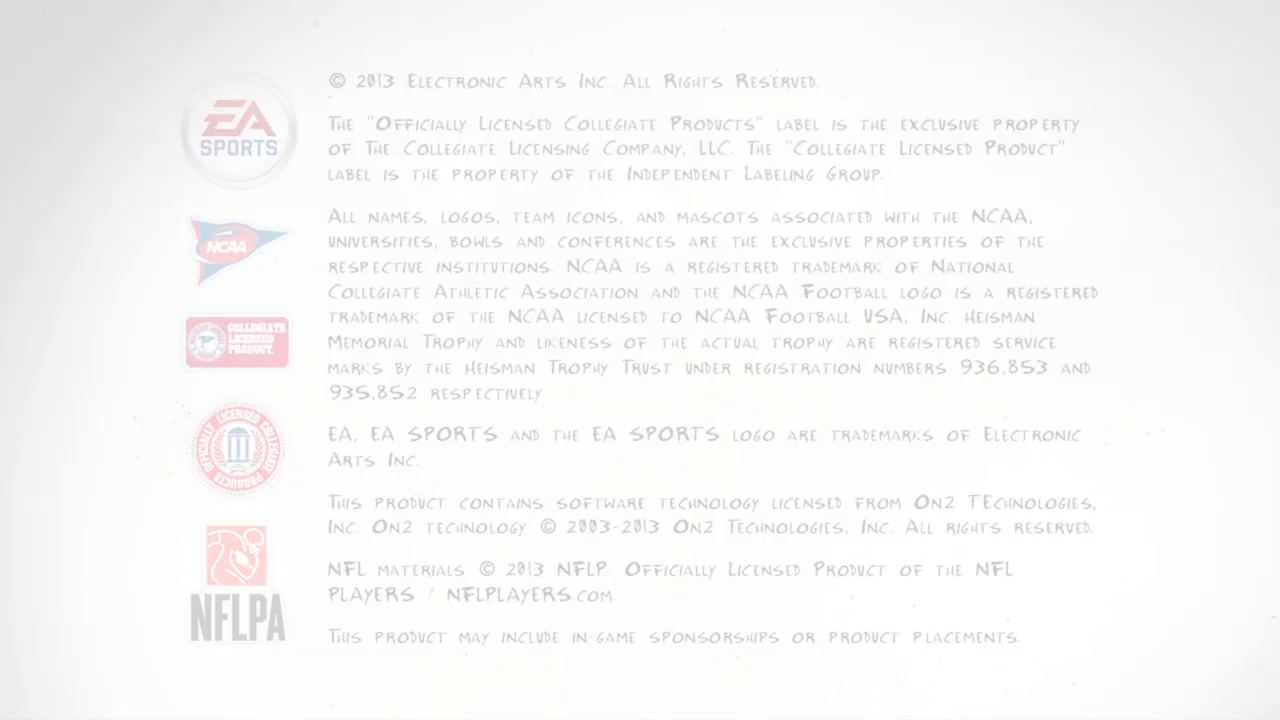 © 2013 Electronic Arts Inc. All Rights Reserved.
EA
SPORTS
The "Officially Licensed Collegiate Products" label is the exclusive property
of The Collegiate Licensing Company, LLC. The "Collegiate Licensed Product"
label is the property of the Independent Labeling Group.
NCAA
All names, logos, team icons, and mascots associated with the NCAA,
universities, bowls and conferences are the exclusive properties of the
respective institutions. NCAA is a registered trademark of National
Collegiate Athletic Association and the NCAA Football logo is a registered
trademark of the NCAA licensed to NCAA Football USA, Inc. Heisman
Memorial Trophy and likeness of the actual trophy are registered service
marks by the Heisman Trophy Trust under registration numbers 936,853 and
935,852 respectively.
COLLEGIATE
LICENSED
PRODUCT
OFFICIALLY LICENSED COLLEGIATE PRODUCTS
EA, EA SPORTS and the EA SPORTS logo are trademarks of Electronic
Arts Inc.
This product contains software technology licensed from On2 TEchnologies,
Inc. On2 technology © 2003-2013 On2 Technologies, Inc. All rights reserved.
NFLPA
NFL materials © 2013 NFLP. Officially Licensed Product of the NFL
PLAYERS / NFLPLAYERS.com.
This product may include in-game sponsorships or product placements.